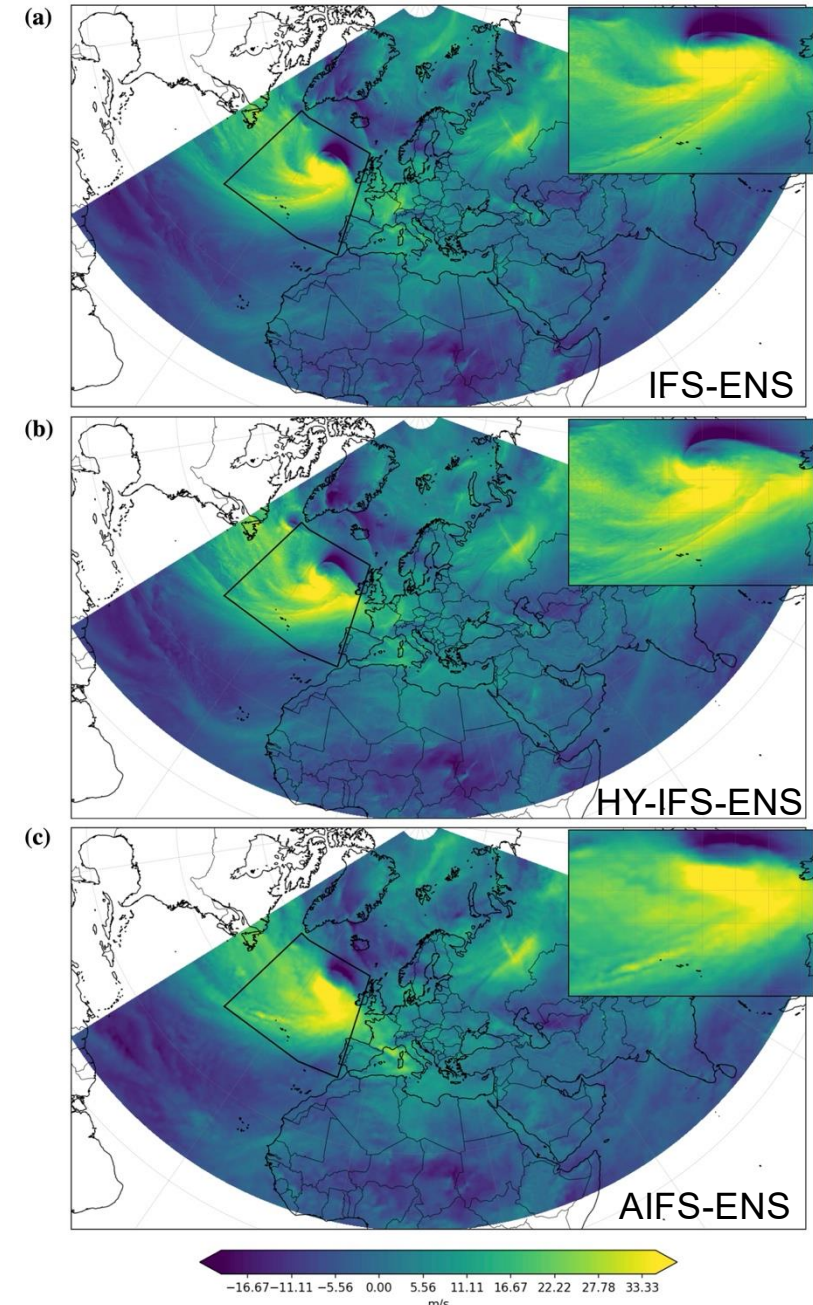 (a)
IFS-ENS
(b)
HY-IFS-ENS
(c)
AIFS-ENS
−16.67 −11.11 −5.56 0.00 5.56 11.11 16.67 22.22 27.78 33.33
m/s